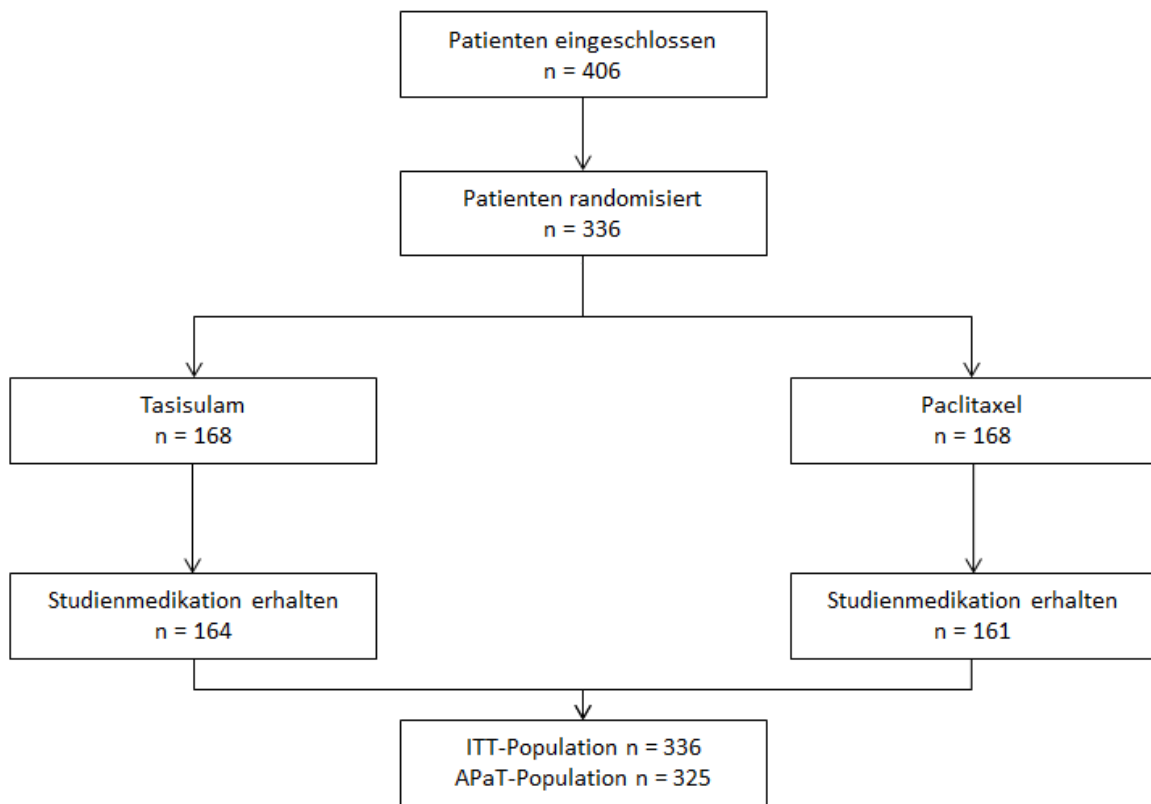 Patienten eingeschlossen
n = 406
Patienten randomisiert
n = 336
Tasisulam
n = 168
Paclitaxel
n = 168
Studienmedikation erhalten
n = 164
Studienmedikation erhalten
n = 161
ITT-Population n = 336
APaT-Population n = 325